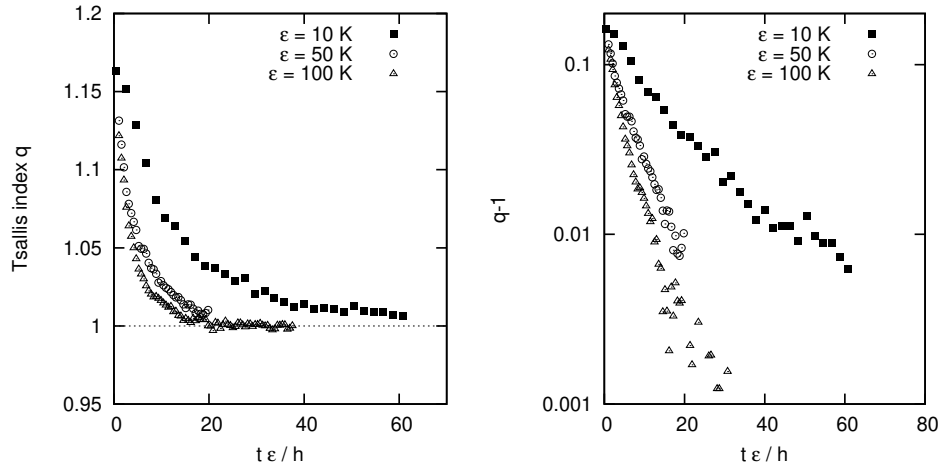 Tsallis index q
1.2
1.15
1.1
1.05
1
0.95
0 20 40 60
t ε / h
ε = 10 K
ε = 50 K
ε = 100 K
q-1
0.1
0.01
0.001
0 20 40 60 80
t ε / h
ε = 10 K
ε = 50 K
ε = 100 K